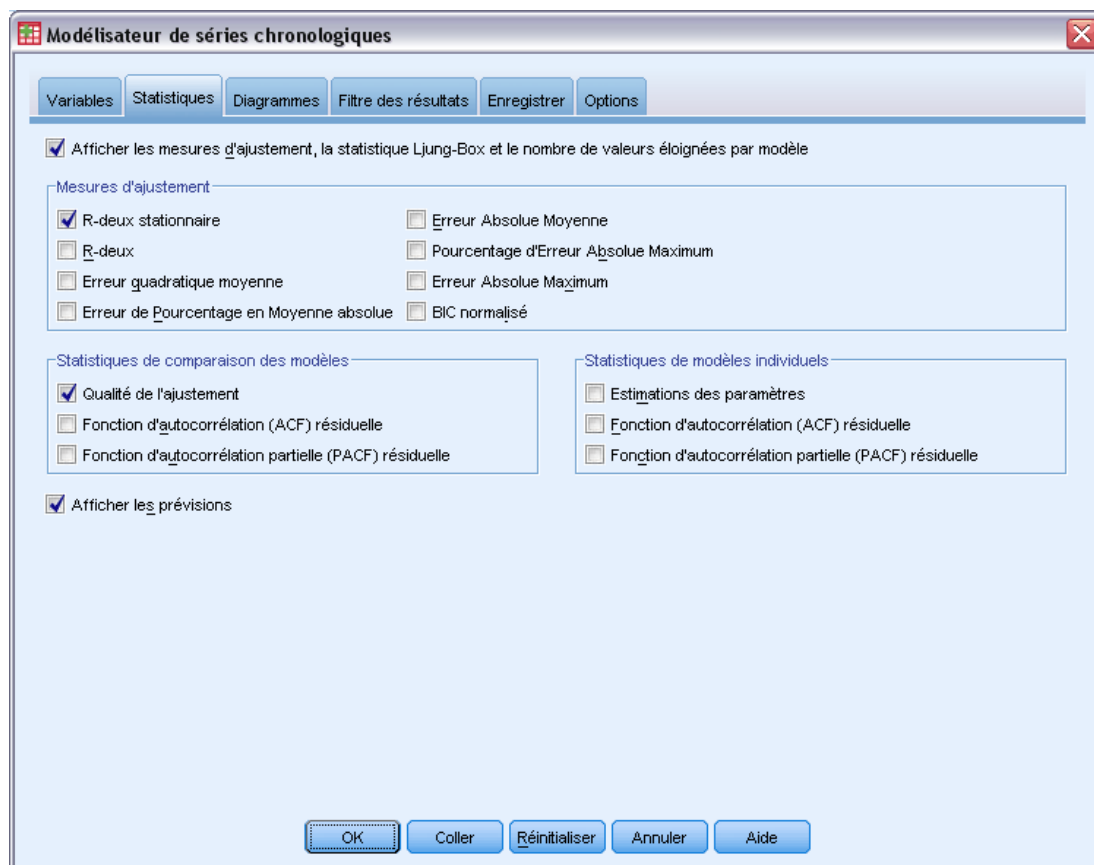 Modélisateur de séries chronologiques
Variables Statistiques Diagrammes Filtre des résultats Enregistrer Options
Afficher les mesures d'ajustement, la statistique Ljung-Box et le nombre de valeurs éloignées par modèle
Mesures d'ajustement
R-deux stationnaire
Erreur Absolue Moyenne
R-deux
Pourcentage d'Erreur Absolue Maximum
Erreur quadratique moyenne
Erreur Absolue Maximum
Erreur de Pourcentage en Moyenne absolue
BIC normalisé
Statistiques de comparaison des modèles
Qualité de l'ajustement
Fonction d'autocorrélation (ACF) résiduelle
Fonction d'autocorrélation partielle (PACF) résiduelle
Statistiques de modèles individuels
Estimations des paramètres
Fonction d'autocorrélation (ACF) résiduelle
Fonction d'autocorrélation partielle (PACF) résiduelle
Afficher les prévisions
OK Coller Réinitialiser Annuler Aide